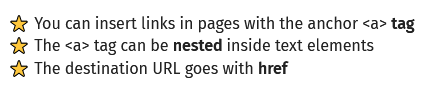 You can insert links in pages with the anchor <a> tag
The <a> tag can be nested inside text elements
The destination URL goes with href